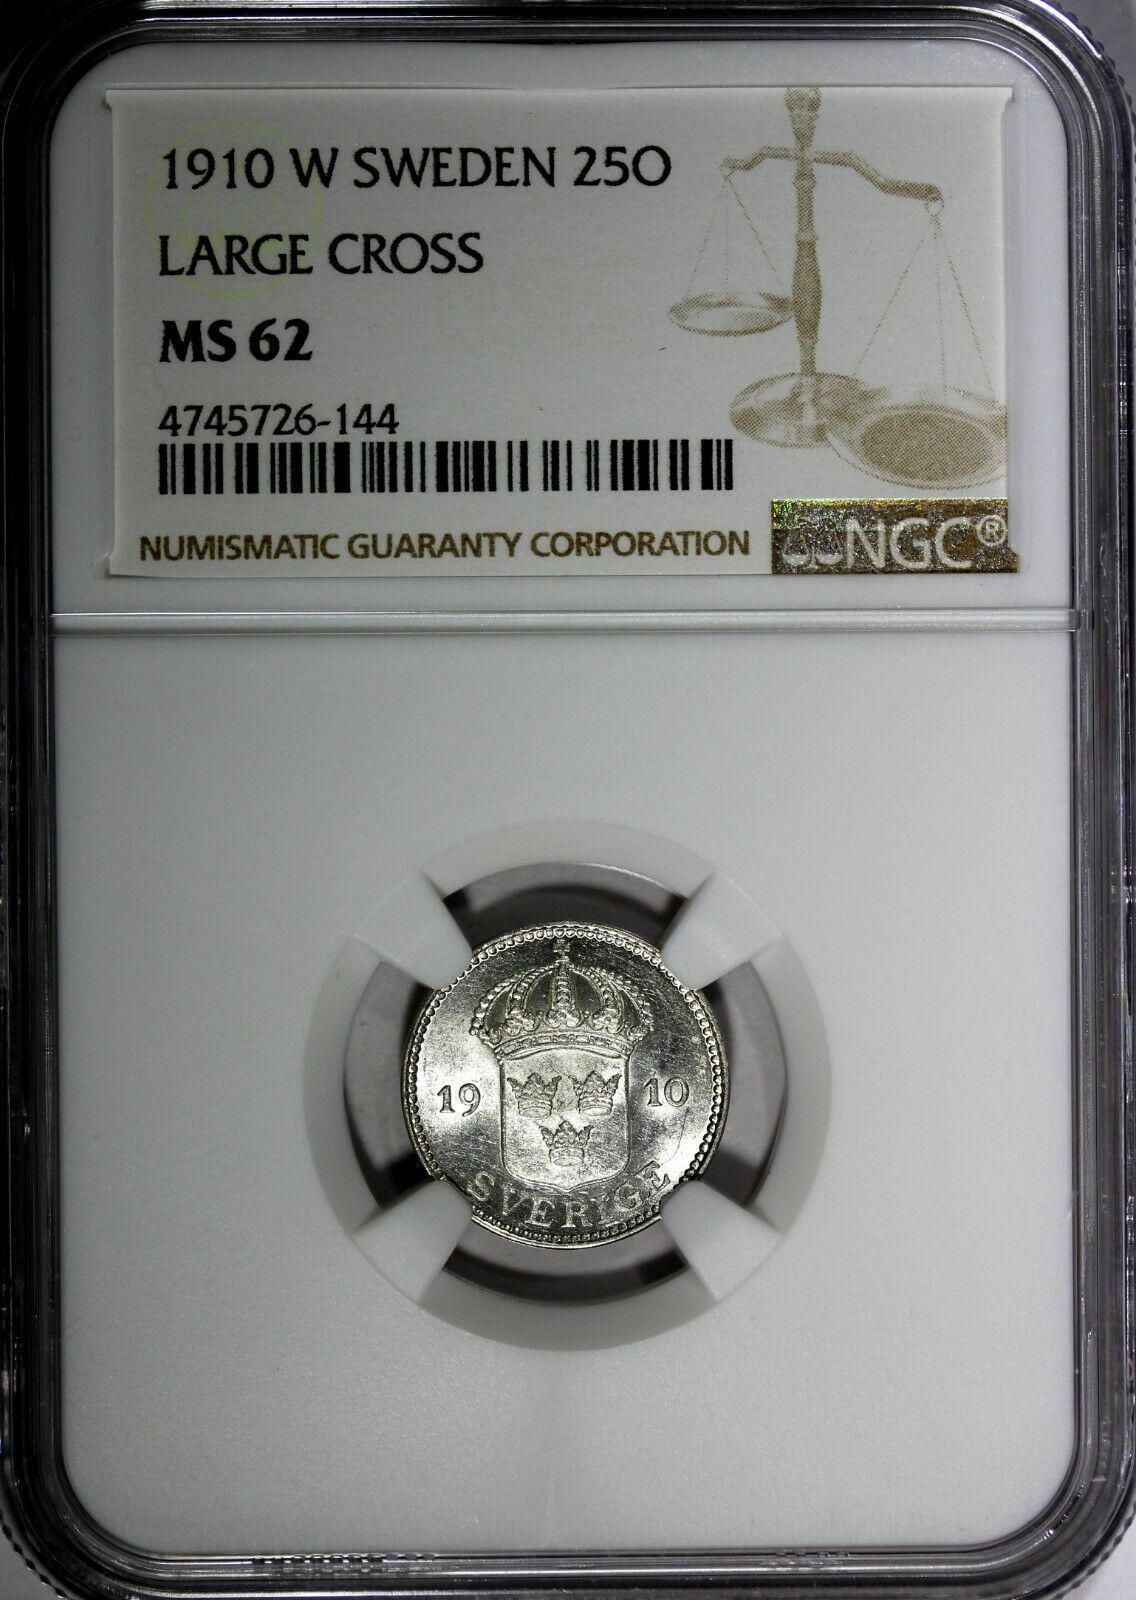 1910 W SWEDEN 25O
LARGE CROSS
MS 62
4745726-144
NUMISMATIC GUARANTY CORPORATION
NGC®
19 10
SVERIGE